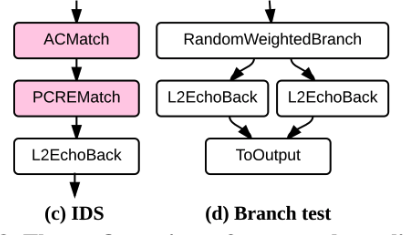 ACMatch
PCREMatch
L2EchoBack
(c) IDS
RandomWeightedBranch
L2EchoBack L2EchoBack
ToOutput
(d) Branch test